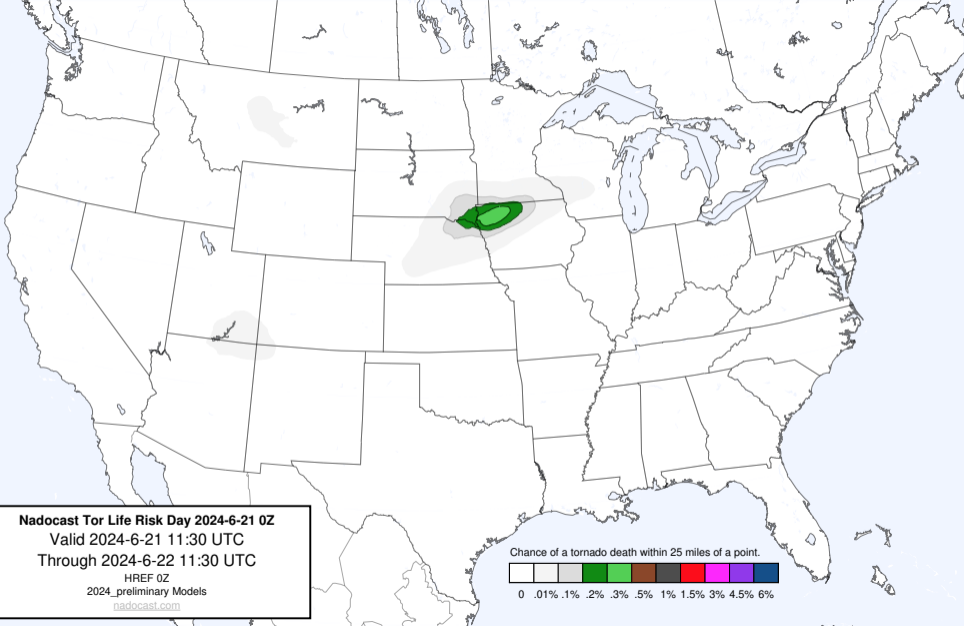 Nadocast Tor Life Risk Day 2024-6-21 0Z
Valid 2024-6-21 11:30 UTC
Through 2024-6-22 11:30 UTC
HREF 0Z
2024_preliminary Models
nadocast.com
Chance of a tornado death within 25 miles of a point.
0 .01% .1% .2% .3% .5% 1% 1.5% 3% 4.5% 6%